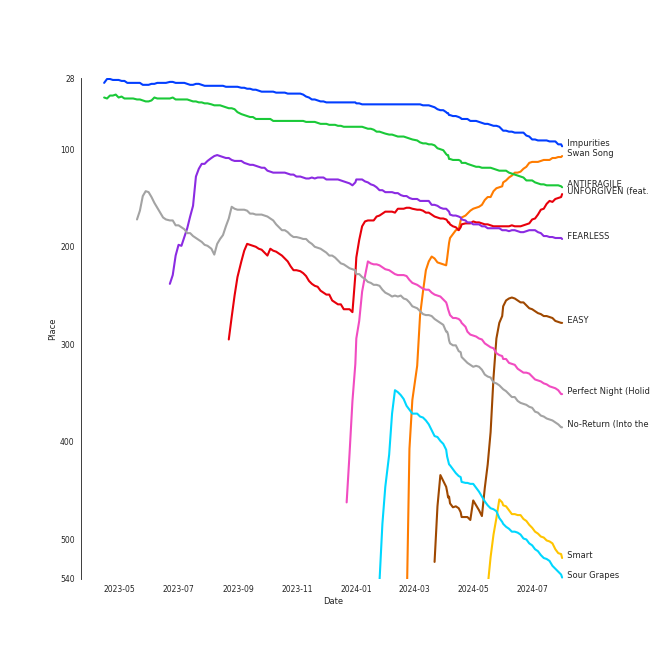 28
100
200
300
400
500
540
Place
2023-05
2023-07
2023-09
2023-11
2024-01
2024-03
2024-05
2024-07
Date
Impurities
Swan Song
ANTIFRAGILE
UNFORGIVEN (feat.
FEARLESS
EASY
Perfect Night (Holid
No-Return (Into the
Smart
Sour Grapes